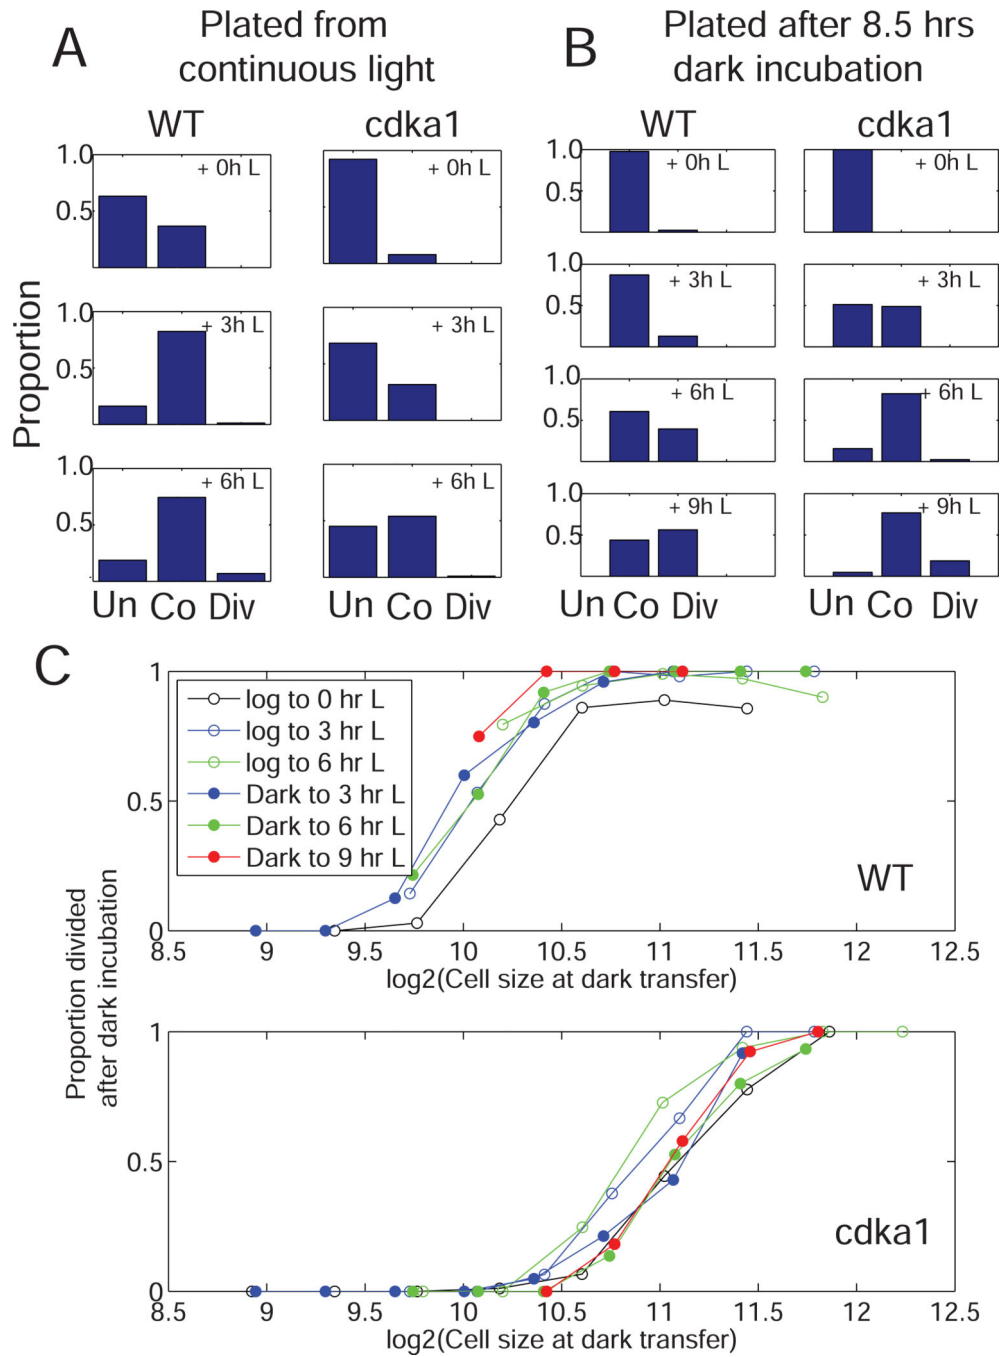 A
Plated from
continuous light
WT
cdka1
1.0
0.5
+ 0h L
+ 0h L
1.0
0.5
+ 3h L
+ 3h L
1.0
0.5
+ 6h L
+ 6h L
Proportion
Un Co Div
Un Co Div
B
Plated after 8.5 hrs
dark incubation
WT
cdka1
1.0
0.5
+ 0h L
+ 0h L
1.0
0.5
+ 3h L
+ 3h L
1.0
0.5
+ 6h L
+ 6h L
1.0
0.5
+ 9h L
+ 9h L
Un Co Div
Un Co Div
C
1
0.5
0
log to 0 hr L
log to 3 hr L
log to 6 hr L
Dark to 3 hr L
Dark to 6 hr L
Dark to 9 hr L
WT
8.5 9 9.5 10 10.5 11 11.5 12 12.5
log2(Cell size at dark transfer)
Proportion divided
after dark incubation
1
0.5
0
cdka1
8.5 9 9.5 10 10.5 11 11.5 12 12.5
log2(Cell size at dark transfer)